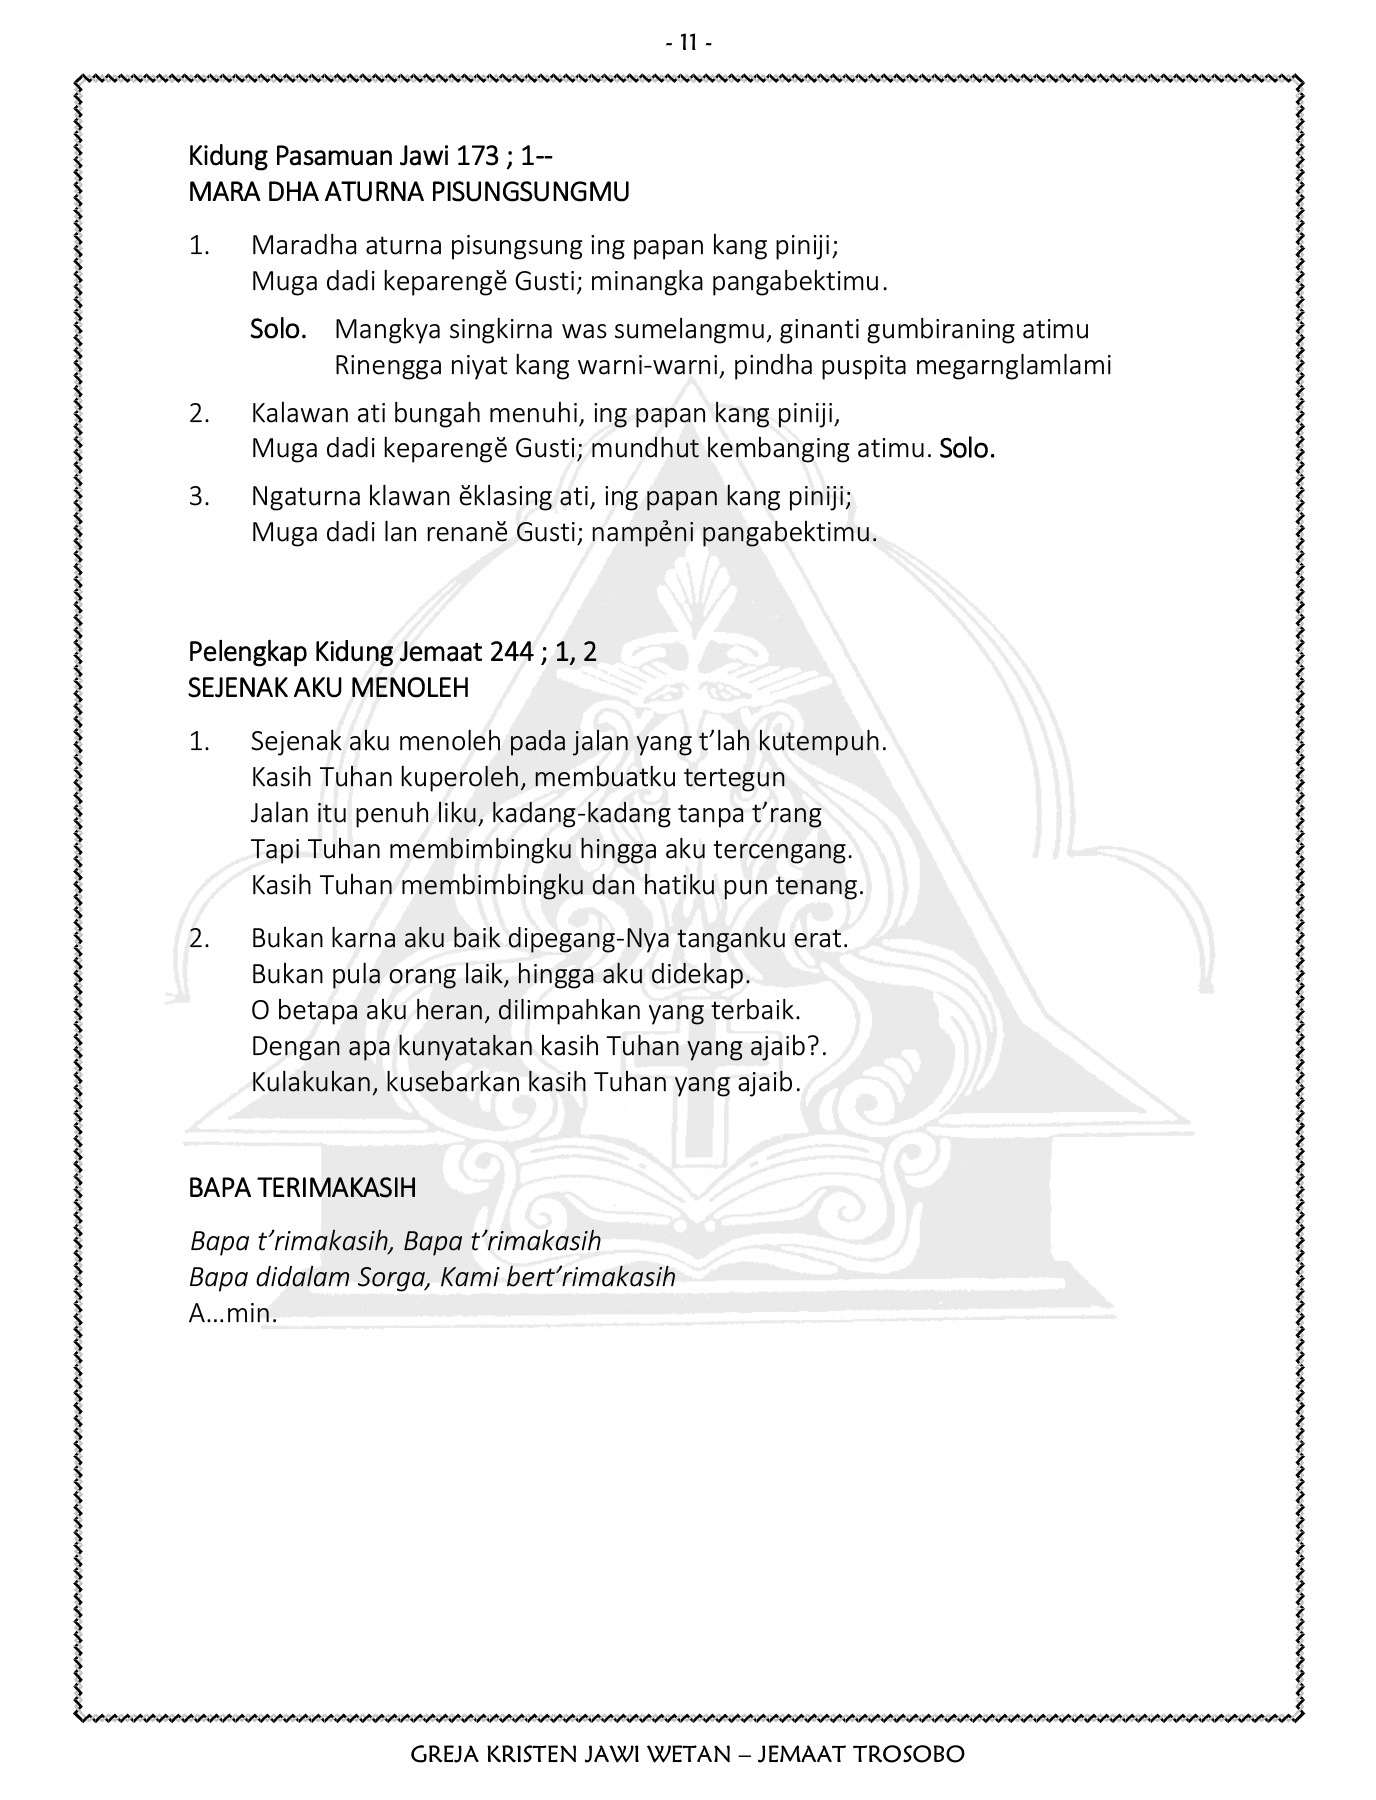 - 11 -
Kidung Pasamuan Jawi 173 ; 1--
MARA DHA ATURNA PISUNGSUNGMU
1. Maradha aturna pisungsung ing papan kang piniji;
Muga dadi keparengĕ Gusti; minangka pangabektimu.
Solo. Mangkya singkirna was sumelangmu, ginanti gumbiraning atimu
Rinengga niyat kang warni-warni, pindha puspita megarnglamlami
2. Kalawan ati bungah menuhi, ing papan kang piniji,
Muga dadi keparengĕ Gusti; mundhut kembanging atimu. Solo.
3. Ngaturna klawan ĕklasing ati, ing papan kang piniji;
Muga dadi lan renanĕ Gusti; nampẻni pangabektimu.
Pelengkap Kidung Jemaat 244 ; 1, 2
SEJENAK AKU MENOLEH
1. Sejenak aku menoleh pada jalan yang t’lah kutempuh.
Kasih Tuhan kuperoleh, membuatku tertegun
Jalan itu penuh liku, kadang-kadang tanpa t’rang
Tapi Tuhan membimbingku hingga aku tercengang.
Kasih Tuhan membimbingku dan hatiku pun tenang.
2. Bukan karna aku baik dipegang-Nya tanganku erat.
Bukan pula orang laik, hingga aku didekap.
O betapa aku heran, dilimpahkan yang terbaik.
Dengan apa kunyatakan kasih Tuhan yang ajaib?.
Kulakukan, kusebarkan kasih Tuhan yang ajaib.
BAPA TERIMAKASIH
Bapa t’rimakasih, Bapa t’rimakasih
Bapa didalam Sorga, Kami bert’rimakasih
A…min.
GREJA KRISTEN JAWI WETAN – JEMAAT TROSOBO